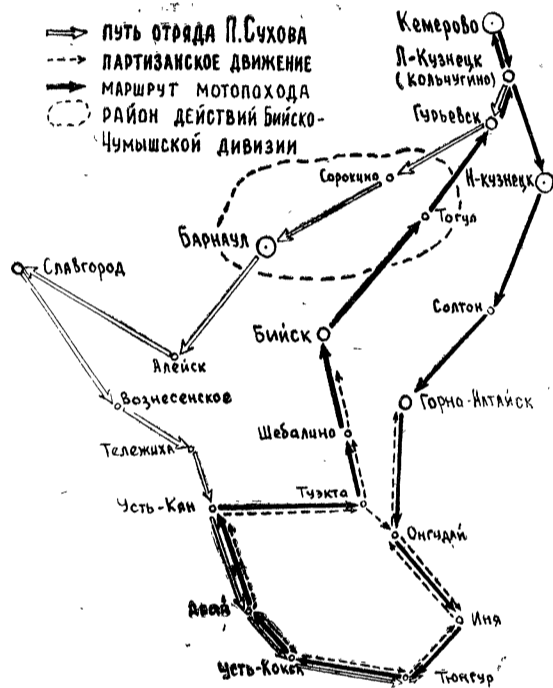 ПУТЬ ОТРЯДА П.СУХОВА
ПАРТИЗАНСКОЕ ДВИЖЕНИЕ
МАРШРУТ МОТОПОХОДА
РАЙОН ДЕЙСТВИЙ БИЙСКО-
ЧУМЫШСКОЙ ДИВИЗИИ
КЕМЕРОВО
Л-КУЗНЕЦК
(КОЛЬЧУГИНО)
ГУРЬЕВСК
Н-КУЗНЕЦК
СОРОКИНО
ТОГУЛ
БАРНАУЛ
СЛАВГОРОД
СОЛТОН
БИЙСК
АЛЕЙСК
ВОЗНЕСЕНСКОЕ
ГОРНО-АЛТАЙСК
ШЕБАЛИНО
ТЕЛЕЖИХА
ТУЭКТА
УСТЬ-КАН
ОНГУДАЙ
ИНЯ
УСТЬ-КОКСА
ТЮНГУР